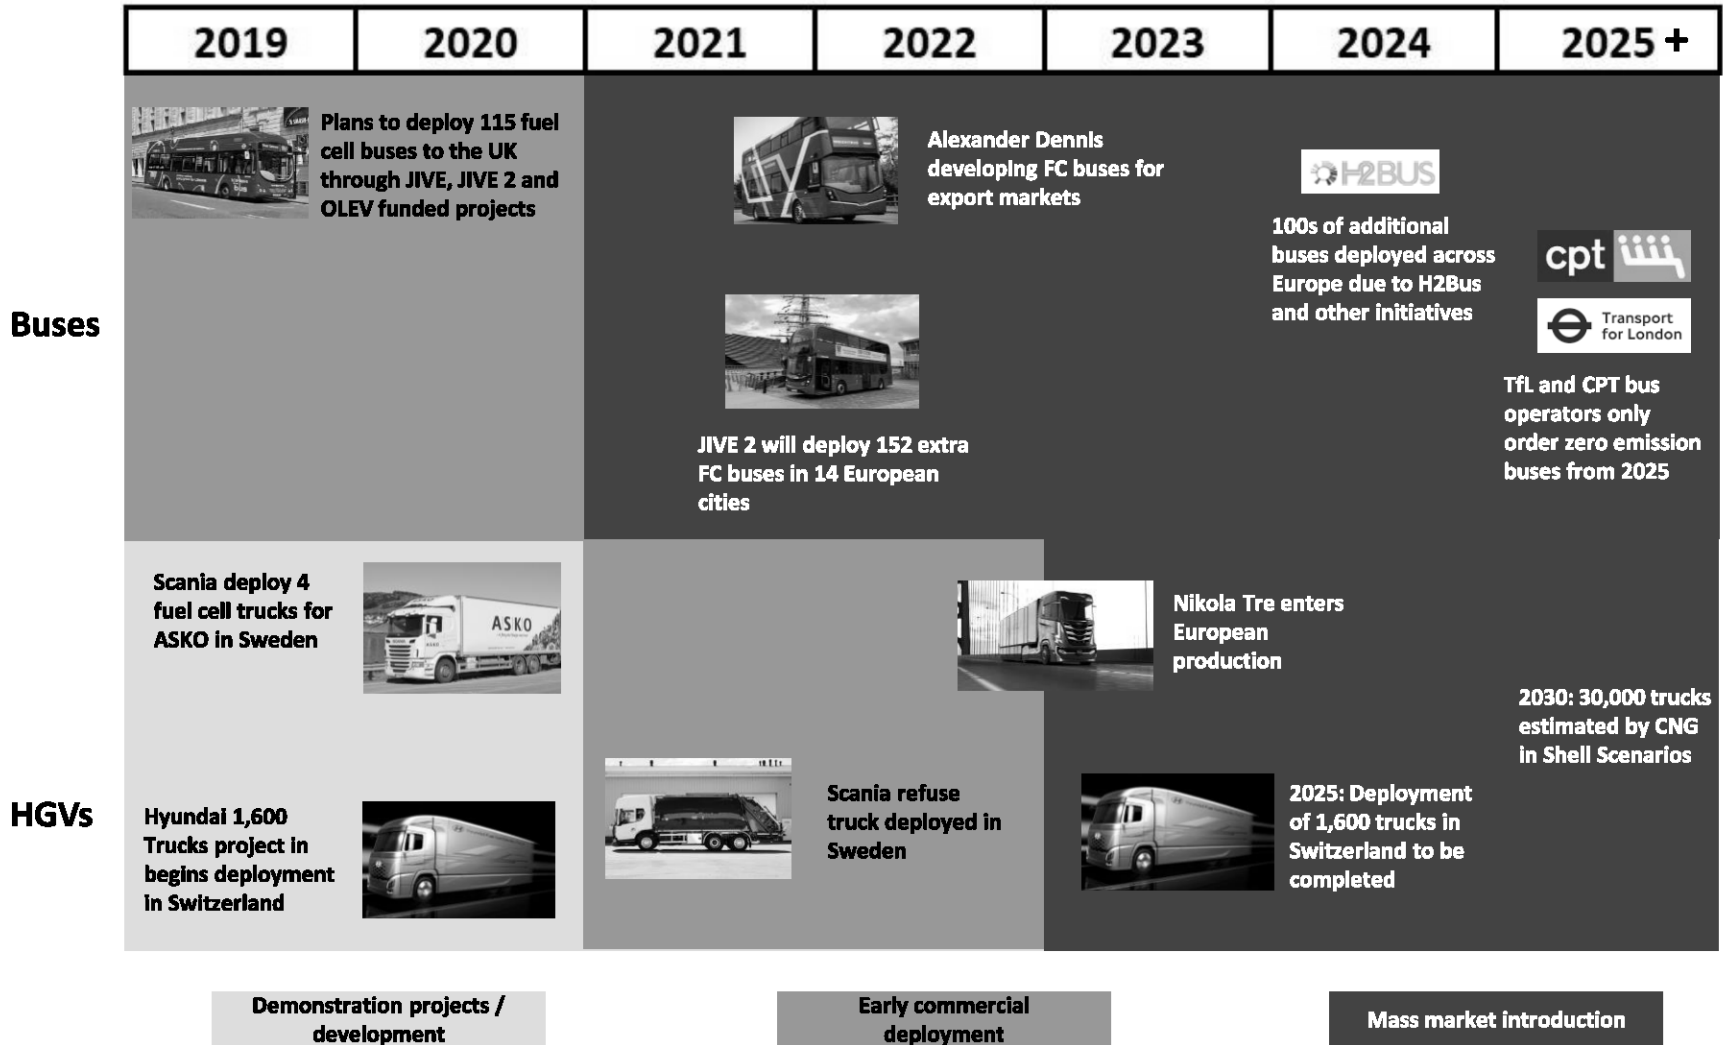 2019 2020 2021 2022 2023 2024 2025 +
Buses
Plans to deploy 115 fuel
cell buses to the UK
through JIVE, JIVE 2 and
OLEV funded projects
Alexander Dennis
developing FC buses for
export markets
JIVE 2 will deploy 152 extra
FC buses in 14 European
cities
H2BUS
100s of additional
buses deployed across
Europe due to H2Bus
and other initiatives
cpt
Transport
for London
TfL and CPT bus
operators only
order zero emission
buses from 2025
HGVs
Scania deploy 4
fuel cell trucks for
ASKO in Sweden
ASKO
Hyundai 1,600
Trucks project in
begins deployment
in Switzerland
Scania refuse
truck deployed in
Sweden
Nikola Tre enters
European
production
2025: Deployment
of 1,600 trucks in
Switzerland to be
completed
2030: 30,000 trucks
estimated by CNG
in Shell Scenarios
Demonstration projects /
development
Early commercial
deployment
Mass market introduction